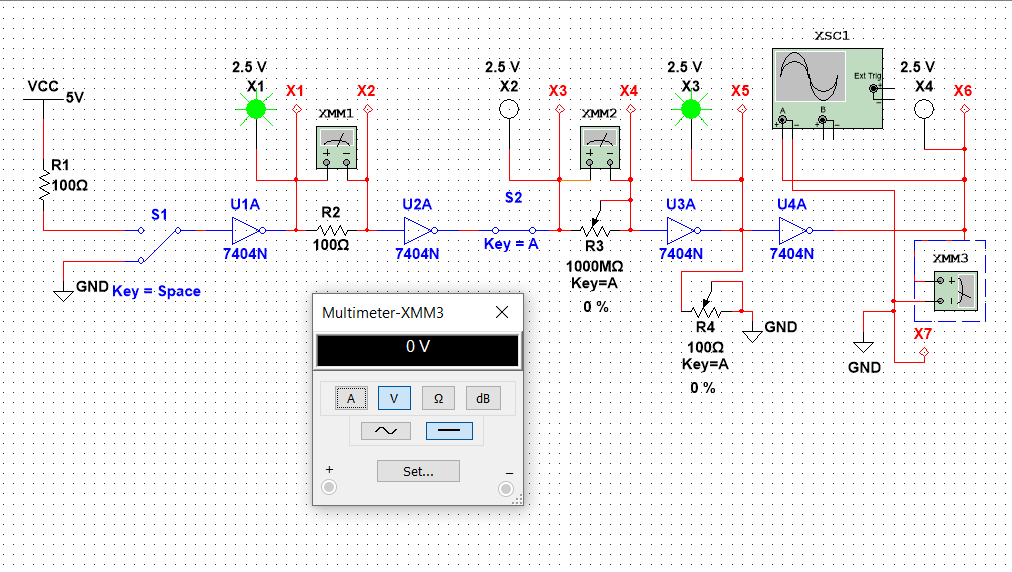 XSC1
2.5 V
X1
2.5 V
X2
2.5 V
X3
2.5 V
X4
VCC
5V
X1
X2
X3
X4
X5
X6
Ext Trig
A
B
XMM1
XMM2
R1
100Ω
S1
U1A
R2
U2A
S2
U3A
U4A
7404N
100Ω
7404N
Key = A
R3
7404N
7404N
1000MΩ
Key=A
0 %
GND
Key = Space
XMM3
R4
100Ω
Key=A
0 %
GND
X7
GND
Multimeter-XMM3
0 V
A
V
Ω
dB
Set...
+
–